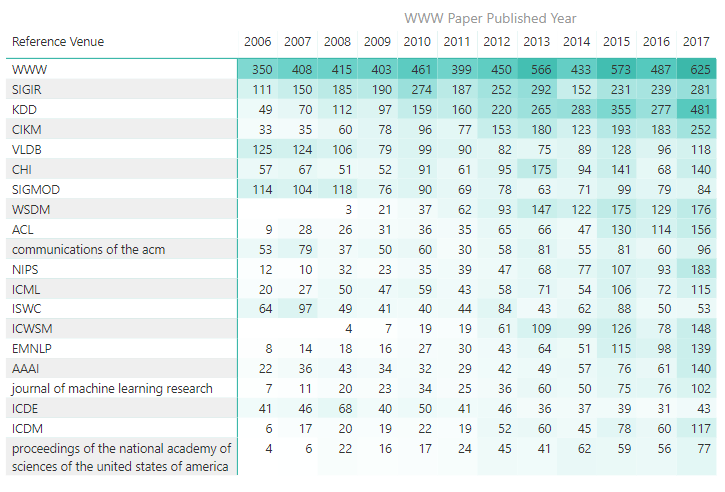 WWW Paper Published Year
Reference Venue 2006 2007 2008 2009 2010 2011 2012 2013 2014 2015 2016 2017
WWW 350 408 415 403 461 399 450 566 433 573 487 625
SIGIR 111 150 185 190 274 187 252 292 152 231 239 281
KDD 49 70 112 97 159 160 220 265 283 355 277 481
CIKM 33 35 60 78 96 77 153 180 123 193 183 252
VLDB 125 124 106 79 99 90 82 75 89 128 96 118
CHI 57 67 51 52 91 61 95 175 94 141 68 140
SIGMOD 114 104 118 76 90 69 78 63 71 99 79 84
WSDM 3 21 37 62 93 147 122 175 129 176
ACL 9 28 26 31 36 35 65 66 47 130 114 156
communications of the acm 53 79 37 50 60 30 58 81 55 81 60 96
NIPS 12 10 32 23 35 39 47 68 77 107 93 183
ICML 20 27 50 47 59 43 58 71 54 106 72 115
ISWC 64 97 49 41 40 44 84 43 62 88 50 53
ICWSM 4 7 19 19 61 109 99 126 78 148
EMNLP 8 14 18 16 27 30 43 64 51 115 98 139
AAAI 22 36 43 34 32 29 42 49 57 76 61 140
journal of machine learning research 7 11 20 23 34 25 36 60 50 75 76 102
ICDE 41 46 68 40 50 41 46 36 37 39 31 43
ICDM 6 17 20 19 22 19 52 60 45 78 60 117
proceedings of the national academy of 4 6 22 16 17 24 45 41 62 59 56 77
sciences of the united states of america